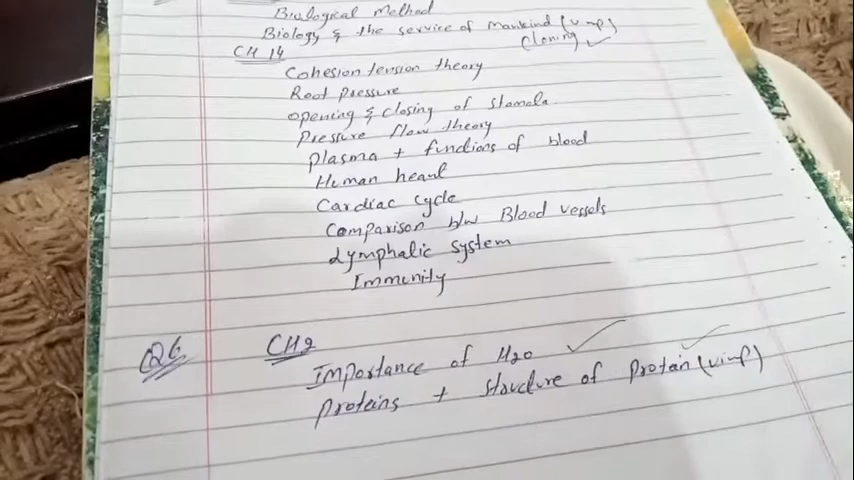 Biological Method
Biology & the service of Mankind (v imp)
Cloning ✓
CH 14
Cohesion tension theory
Root Pressure
opening & closing of stomata
Pressure flow theory
Plasma + functions of blood
Human heart
Cardiac cycle
Comparison b/w Blood vessels
Lymphatic system
Immunity
Q6 CH2
Importance of H2O ✓
Proteins + structure of Protein (v imp) ✓